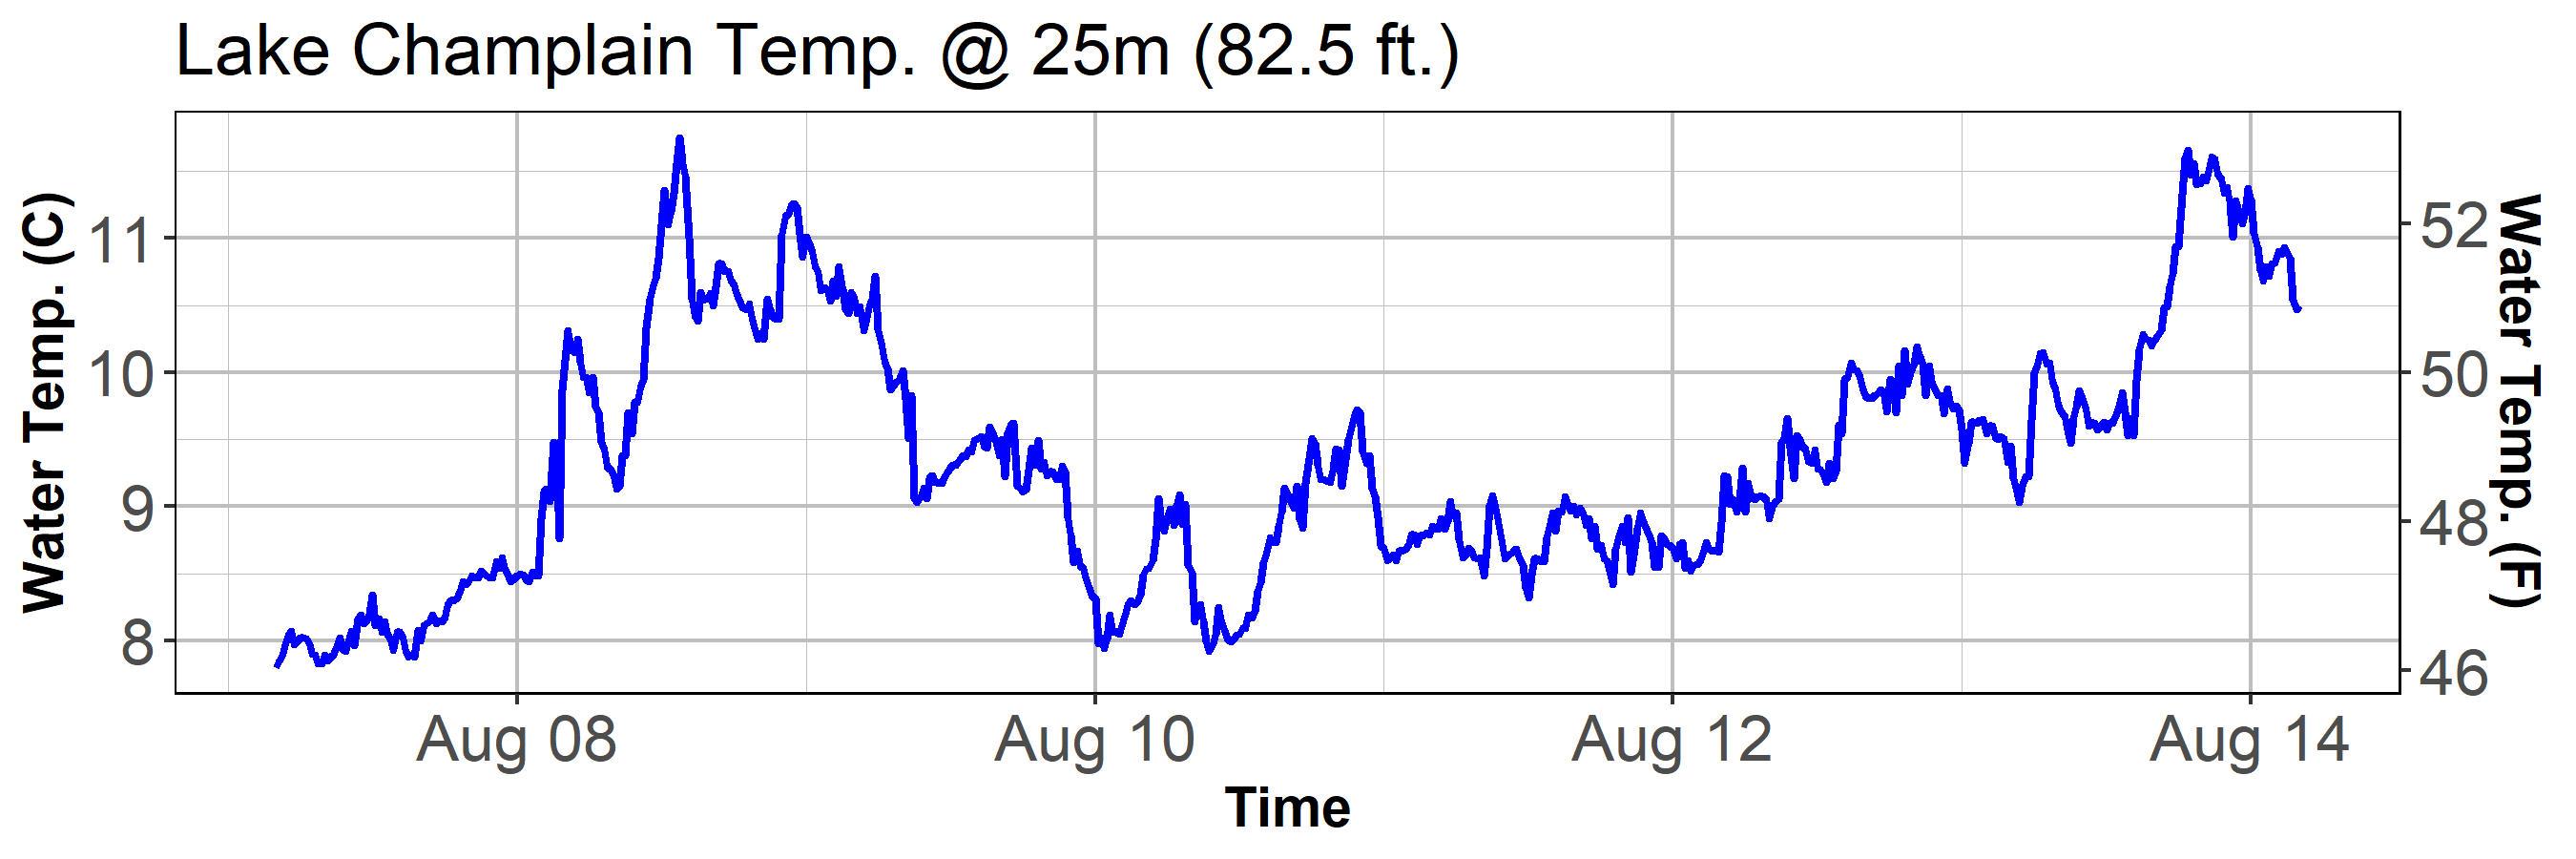 Lake Champlain Temp. @ 25m (82.5 ft.)
Water Temp. (C)
11
10
9
8
52
50
48
46
Water Temp. (F)
Aug 08
Aug 10
Aug 12
Aug 14
Time